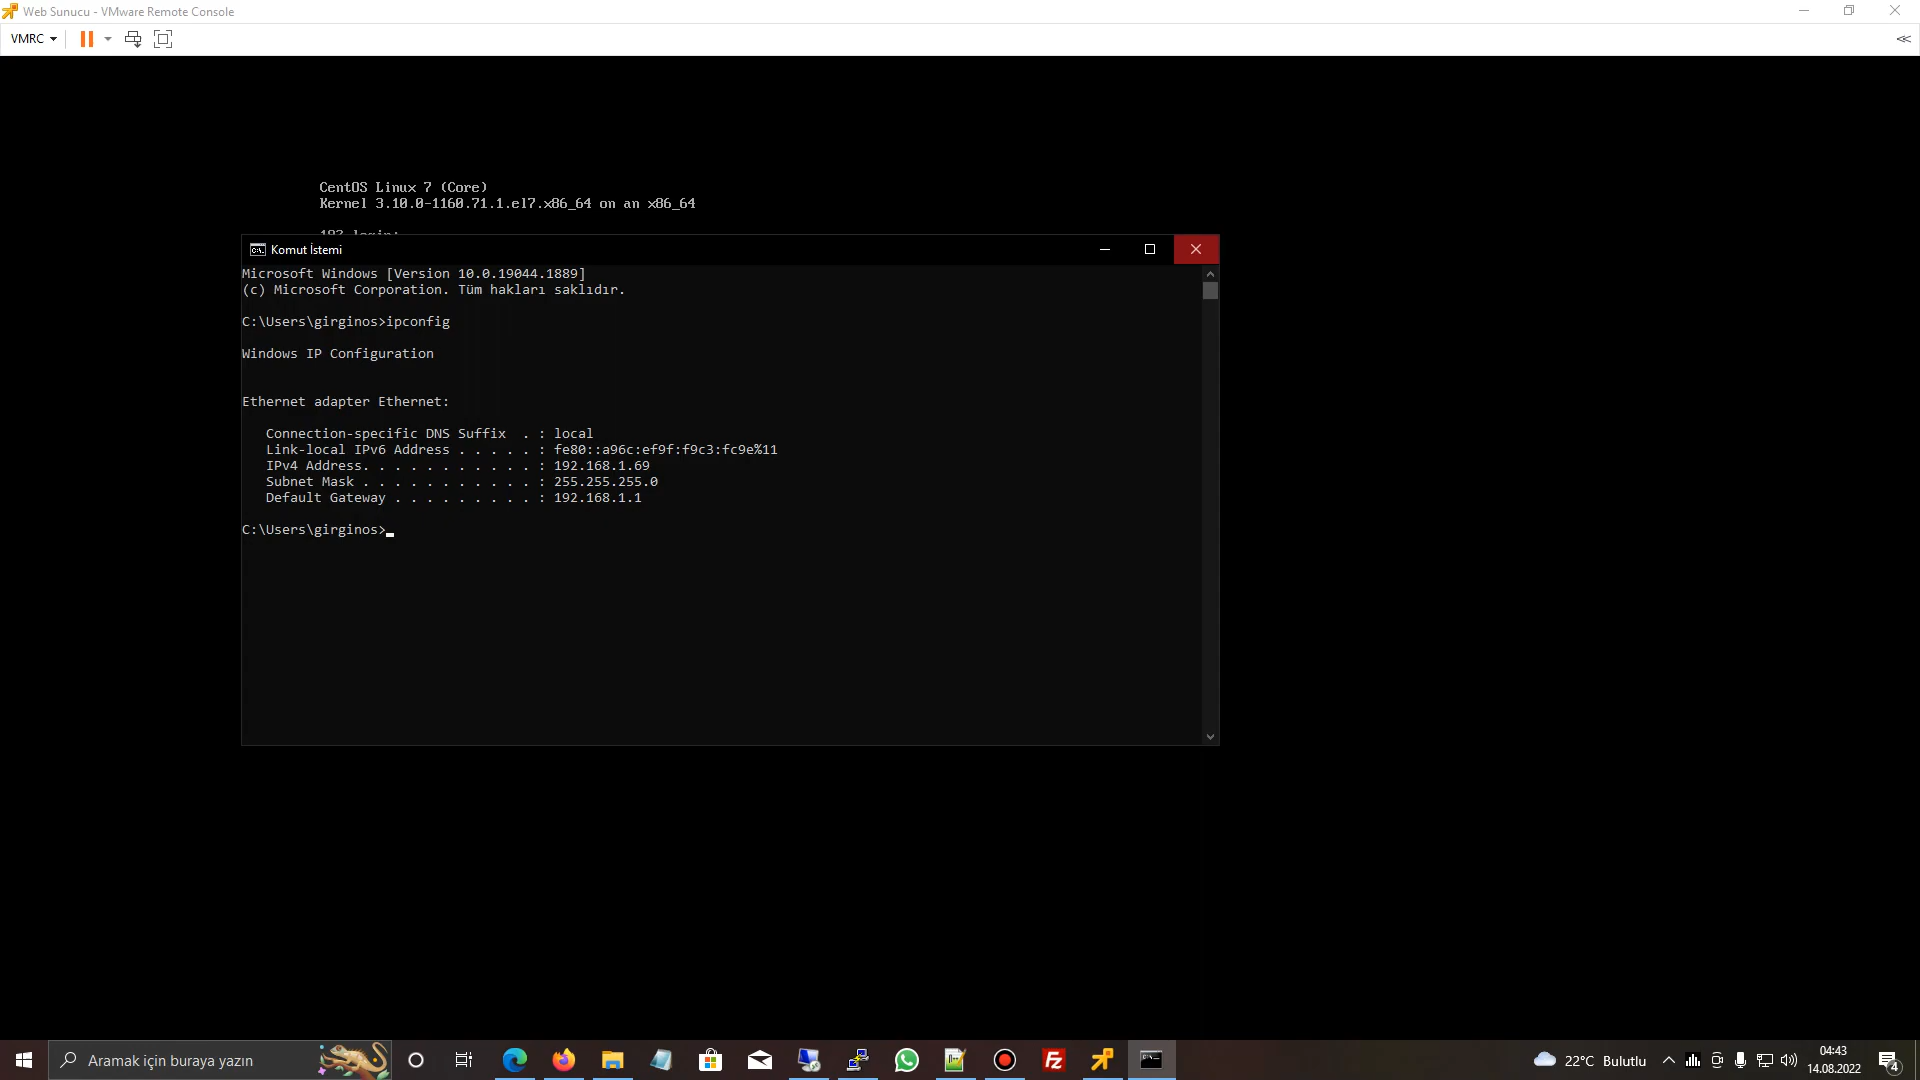 Web Sunucu - VMware Remote Console
VMRC
CentOS Linux 7 (Core)
Kernel 3.10.0-1160.71.1.el7.x86_64 on an x86_64
Komut İstemi
Microsoft Windows [Version 10.0.19044.1889]
(c) Microsoft Corporation. Tüm hakları saklıdır.
C:\Users\girginos>ipconfig
Windows IP Configuration
Ethernet adapter Ethernet:
Connection-specific DNS Suffix  . : local
Link-local IPv6 Address . . . . . : fe80::a96c:ef9f:f9c3:fc9e%11
IPv4 Address. . . . . . . . . . . : 192.168.1.69
Subnet Mask . . . . . . . . . . . : 255.255.255.0
Default Gateway . . . . . . . . . : 192.168.1.1
C:\Users\girginos>
Aramak için buraya yazın
22°C Bulutlu
04:43
14.08.2022
4